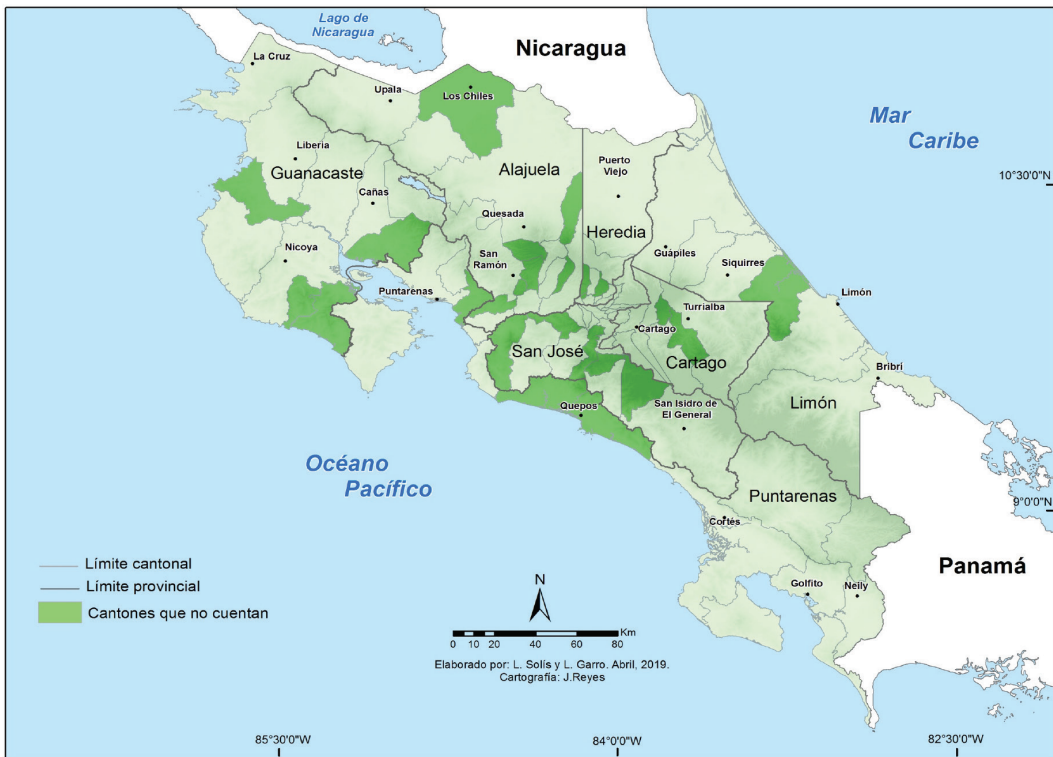 Lago de
Nicaragua
Nicaragua
La Cruz
Upala
Los Chiles
Mar
Caribe
Liberia
Guanacaste
Alajuela
Puerto
Viejo
10°30'0"N
Cañas
Quesada
Heredia
Nicoya
San
Ramón
Guápiles
Siquirres
Puntarenas
Limón
Turrialba
Cartago
San José
Cartago
Bribrí
Limón
Quepos
San Isidro de
El General
Océano
Pacífico
Puntarenas
9°0'0"N
Cortés
Panamá
Límite cantonal
Límite provincial
Cantones que no cuentan
Golfito
Neily
N
Km
0 5 10 20 40 60 80
Elaborado por: L. Solís y L. Garro. Abril, 2019.
Cartografía: J.Reyes
85°30'0"W
84°0'0"W
82°30'0"W